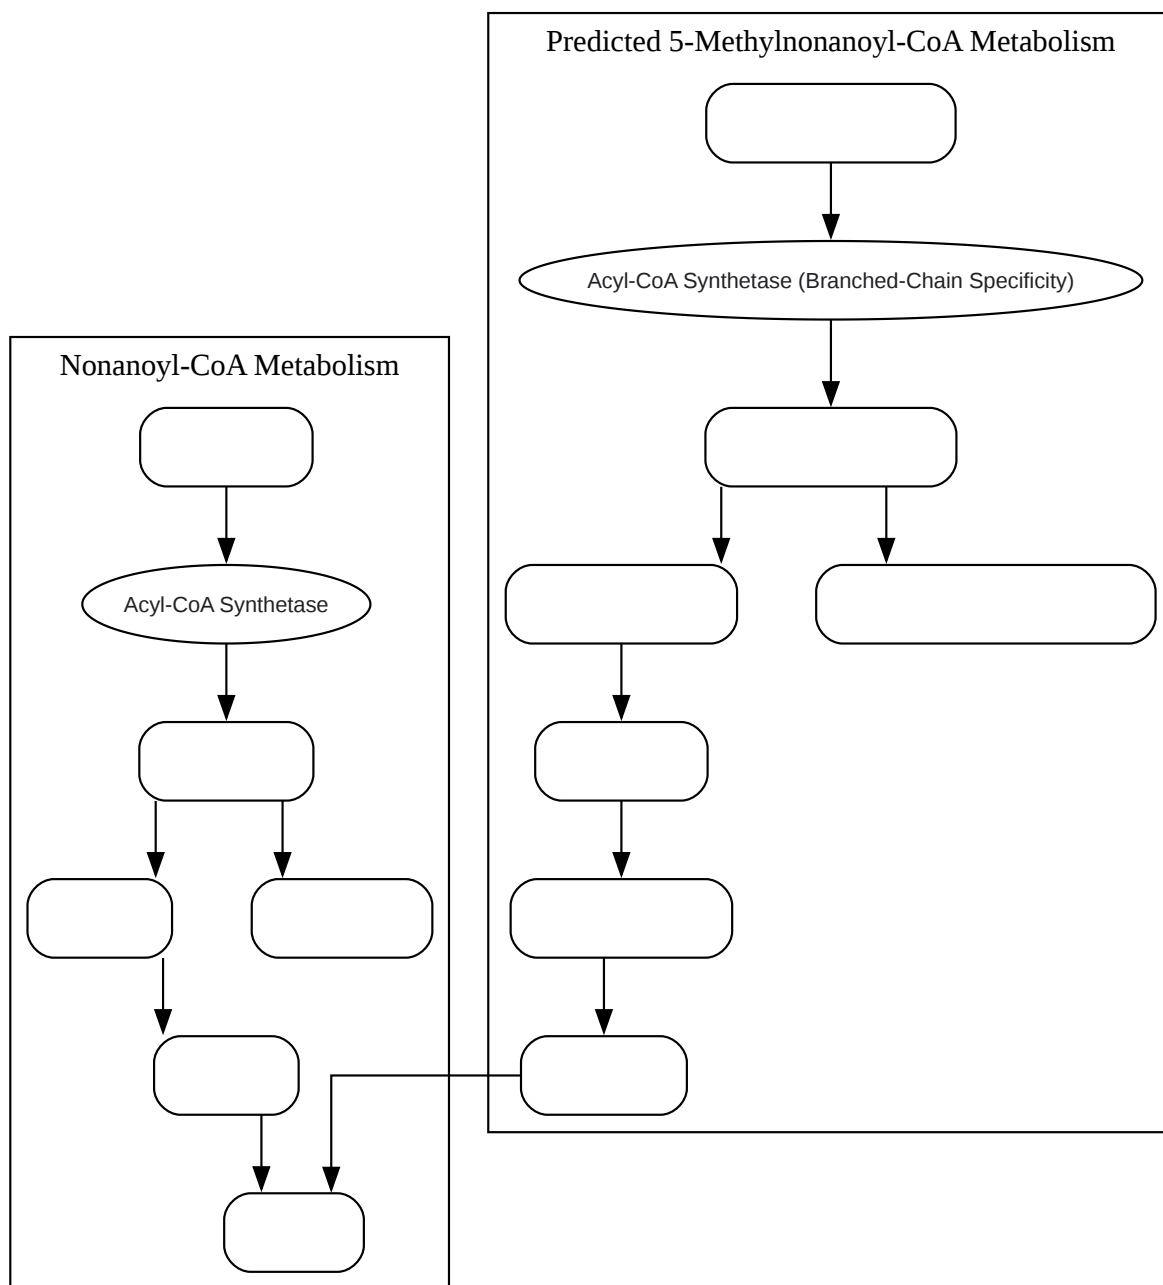 Predicted 5-Methylnonanoyl-CoA Metabolism
Acyl-CoA Synthetase (Branched-Chain Specificity)
Nonanoyl-CoA Metabolism
Acyl-CoA Synthetase